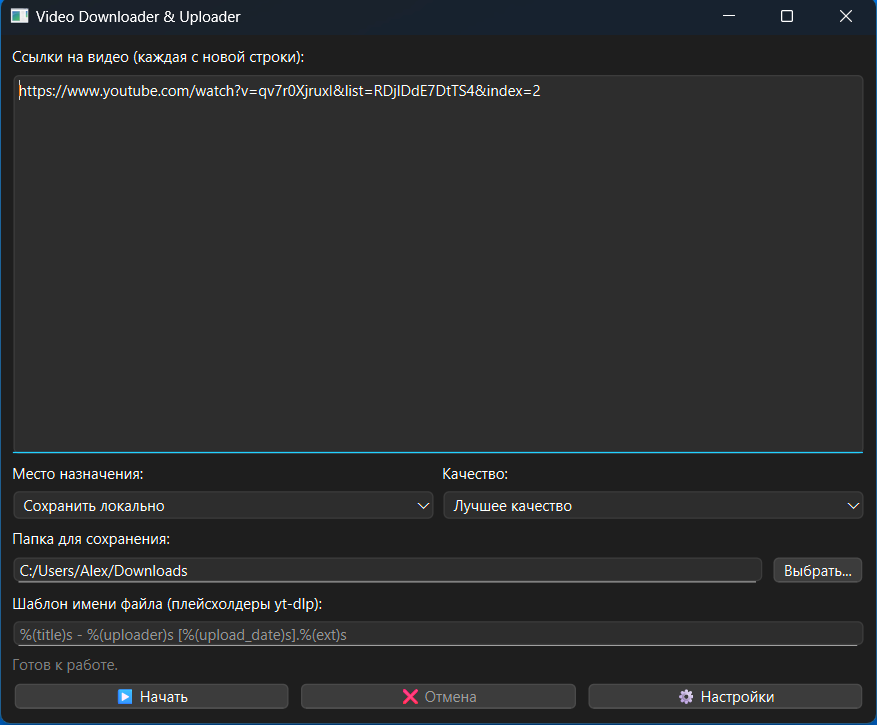 Video Downloader & Uploader
Ссылки на видео (каждая с новой строки):
https://www.youtube.com/watch?v=qv7r0Xjruxl&list=RDjlDdE7DtTS4&index=2
Место назначения: Качество:
Сохранить локально Лучшее качество
Папка для сохранения:
C:/Users/Alex/Downloads Выбрать...
Шаблон имени файла (плейсхолдеры yt-dlp):
%(title)s - %(uploader)s [%(upload_date)s].%(ext)s
Готов к работе.
Начать Отмена Настройки